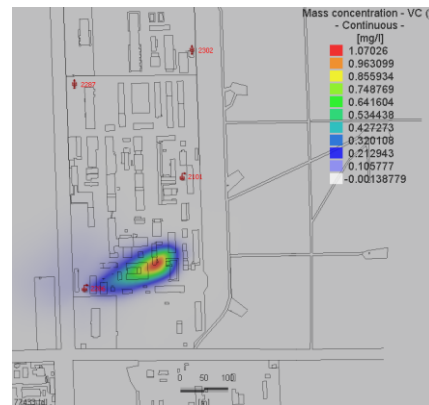 Mass concentration - VC (
- Continuous -
[mg/l]
1.07026
0.963099
0.855934
0.748769
0.641604
0.534438
0.427273
0.320108
0.212943
0.105777
-0.00138779
2302
2287
2101
0 50 100
[m]